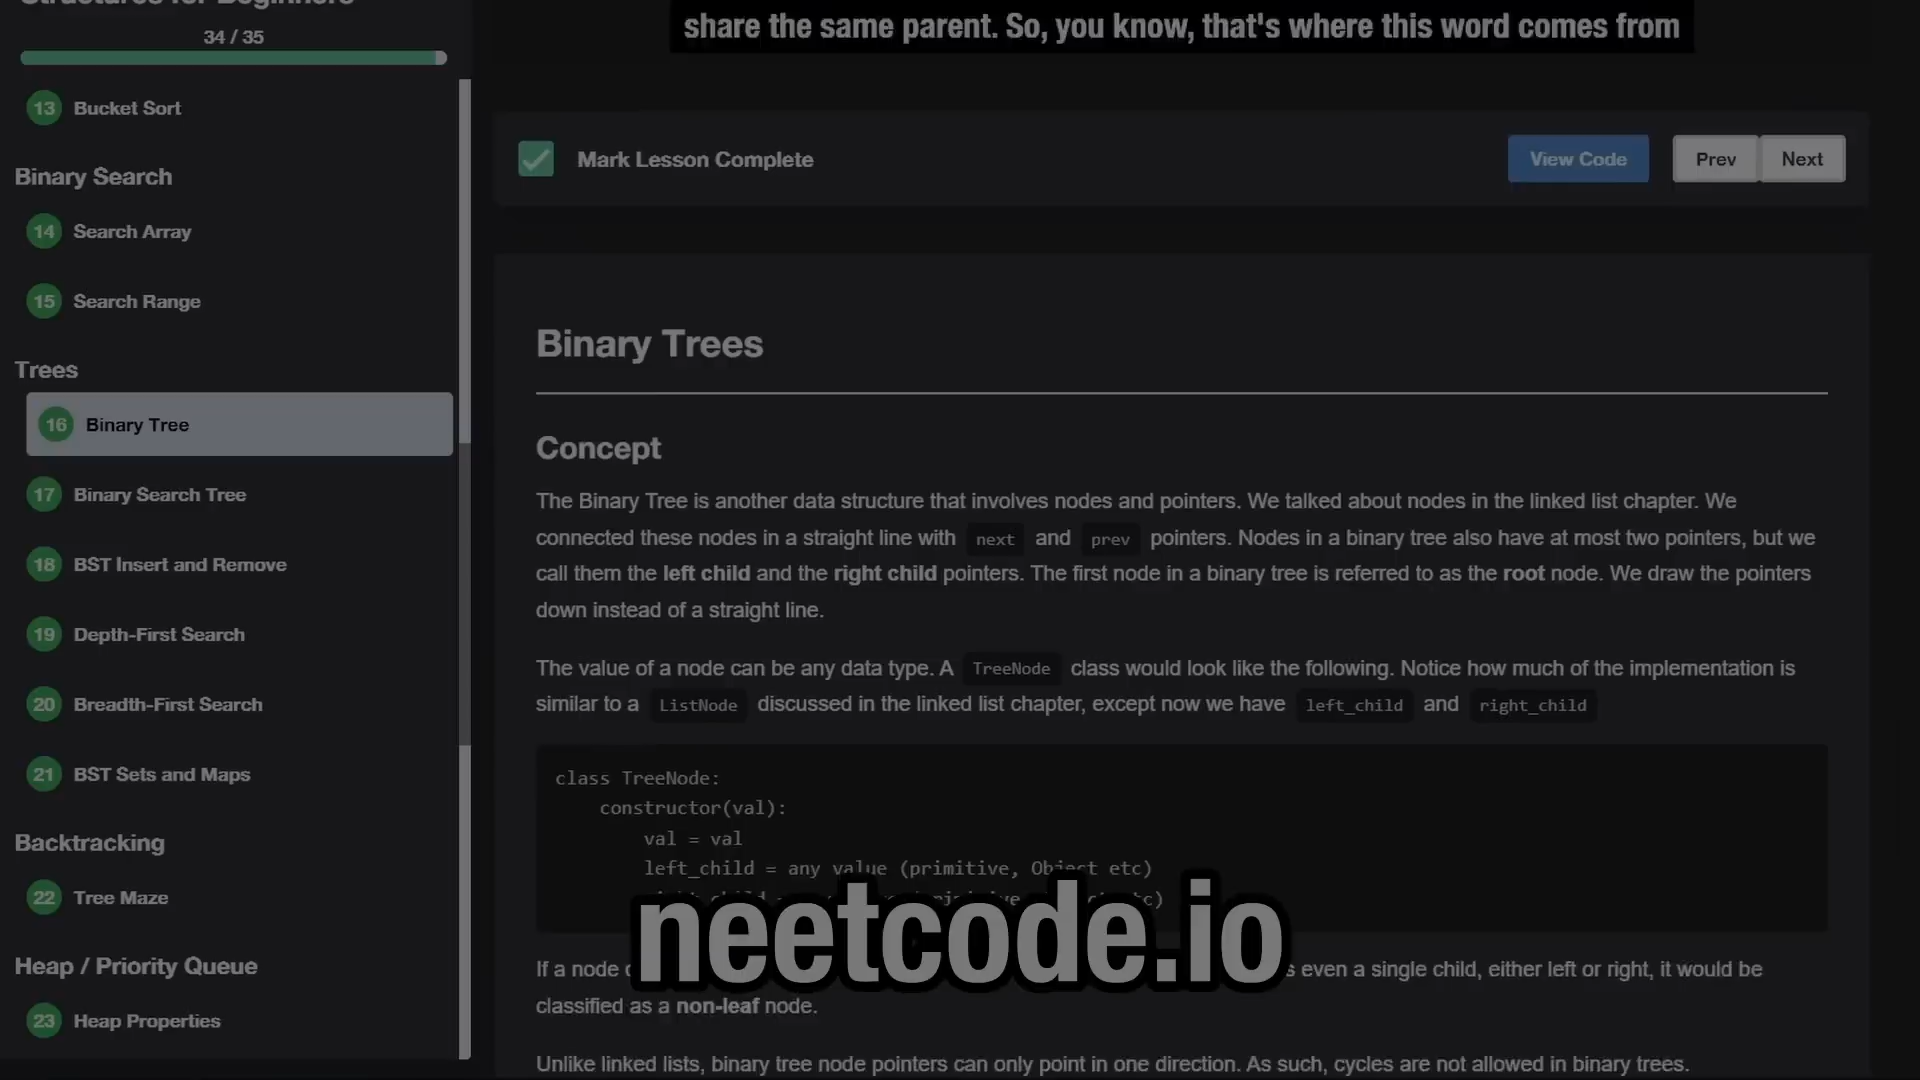 Structures for Beginners
34 / 35
13 Bucket Sort
Binary Search
14 Search Array
15 Search Range
Trees
16 Binary Tree
17 Binary Search Tree
18 BST Insert and Remove
19 Depth-First Search
20 Breadth-First Search
21 BST Sets and Maps
Backtracking
22 Tree Maze
Heap / Priority Queue
23 Heap Properties
share the same parent. So, you know, that's where this word comes from
Mark Lesson Complete
View Code
Prev
Next
Binary Trees
Concept
The Binary Tree is another data structure that involves nodes and pointers. We talked about nodes in the linked list chapter. We
connected these nodes in a straight line with next and prev pointers. Nodes in a binary tree also have at most two pointers, but we
call them the left child and the right child pointers. The first node in a binary tree is referred to as the root node. We draw the pointers
down instead of a straight line.
The value of a node can be any data type. A TreeNode class would look like the following. Notice how much of the implementation is
similar to a ListNode discussed in the linked list chapter, except now we have left_child and right_child
class TreeNode:
constructor(val):
val = val
left_child = any value (primitive, Object etc)
neetcode.io
If a node
even a single child, either left or right, it would be
classified as a non-leaf node.
Unlike linked lists, binary tree node pointers can only point in one direction. As such, cycles are not allowed in binary trees.